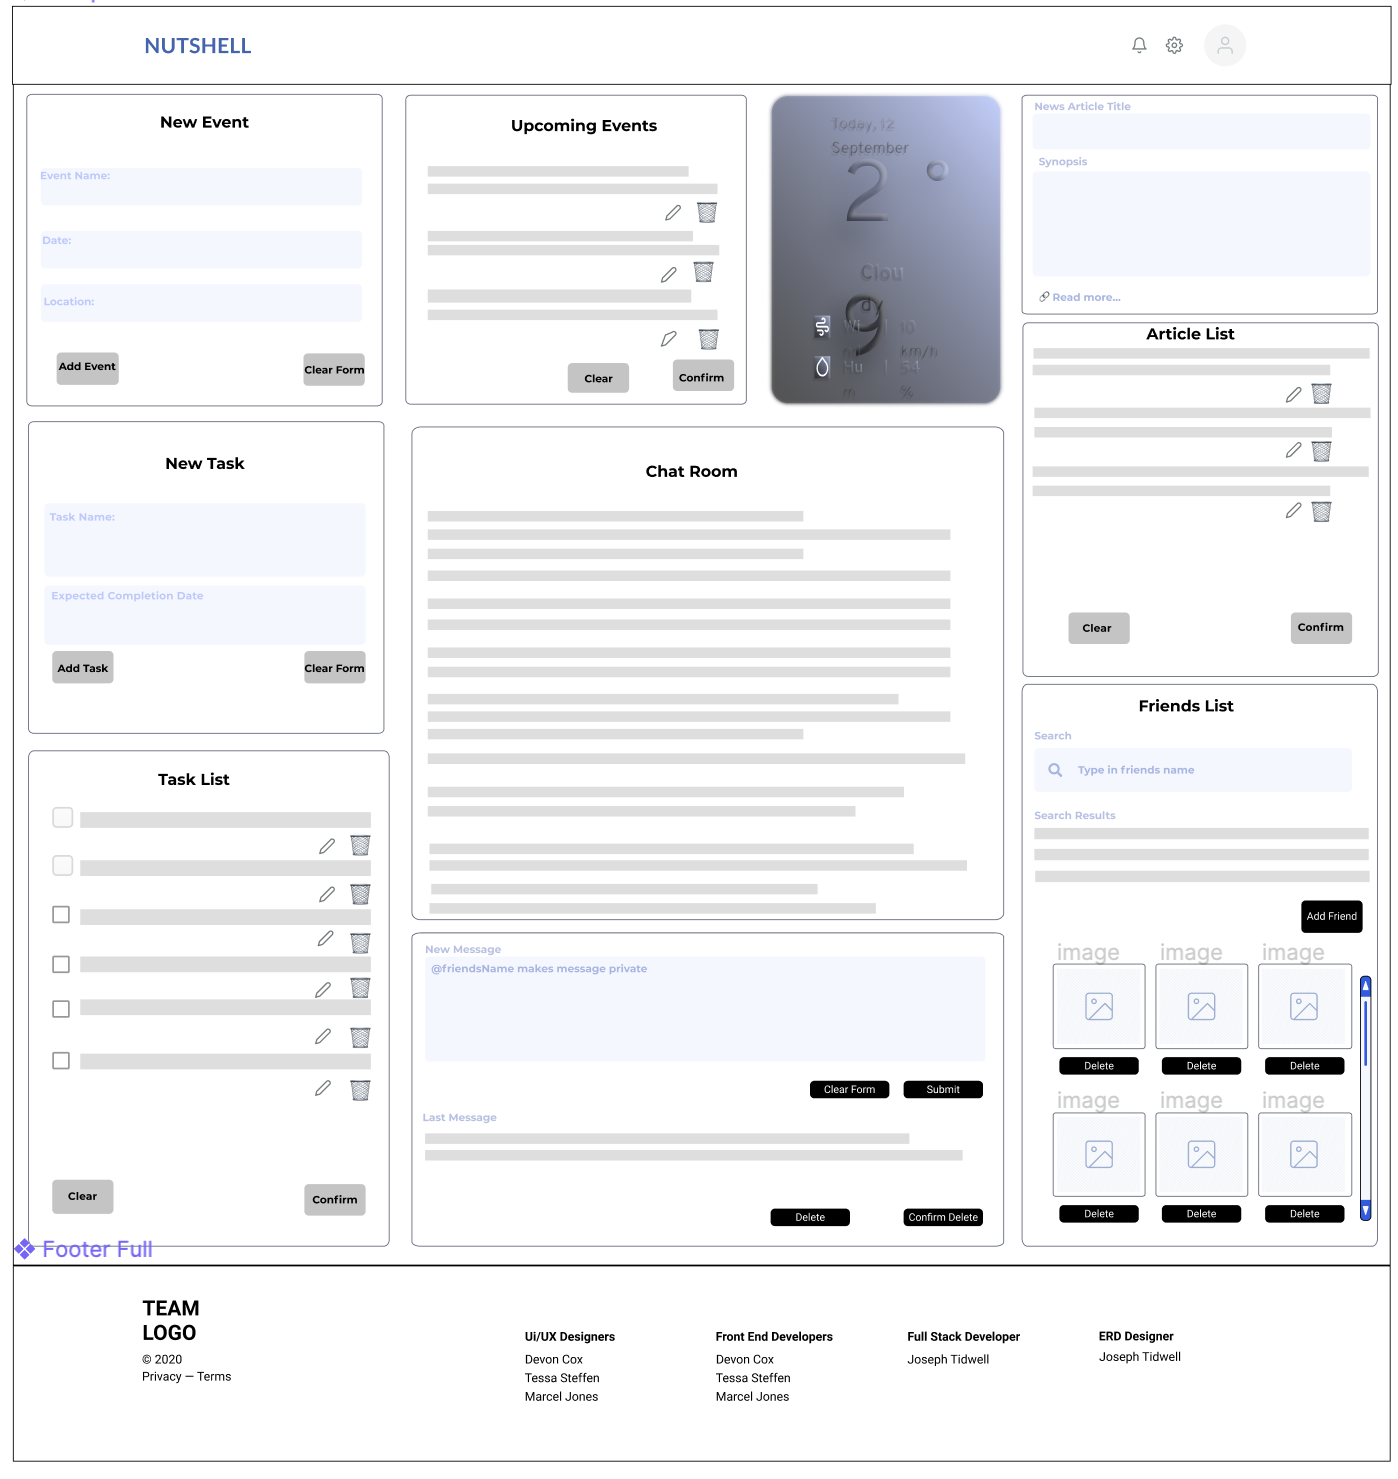 NUTSHELL
New Event
Event Name:
Date:
Location:
Add Event
Clear Form
Upcoming Events
Clear
Confirm
Today,12
September
2 °
Clou
9
dy
Wi | 10
nd km/h
Hu | 54
m %
News Article Title
Synopsis
Read more...
Article List
Clear
Confirm
New Task
Task Name:
Expected Completion Date
Add Task
Clear Form
Chat Room
Task List
Clear
Confirm
New Message
@friendsName makes message private
Clear Form
Submit
Last Message
Delete
Confirm Delete
Friends List
Search
Type in friends name
Search Results
Add Friend
image image image
Delete Delete Delete
image image image
Delete Delete Delete
Footer Full
TEAM
LOGO
© 2020
Privacy — Terms
Ui/UX Designers
Devon Cox
Tessa Steffen
Marcel Jones
Front End Developers
Devon Cox
Tessa Steffen
Marcel Jones
Full Stack Developer
Joseph Tidwell
ERD Designer
Joseph Tidwell